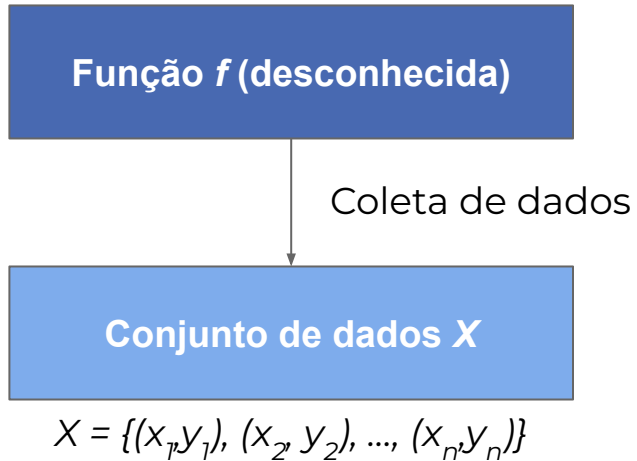 Função f (desconhecida)
Coleta de dados
Conjunto de dados X
X = {(x₁,y₁), (x₂, y₂), ..., (xₙ,yₙ)}